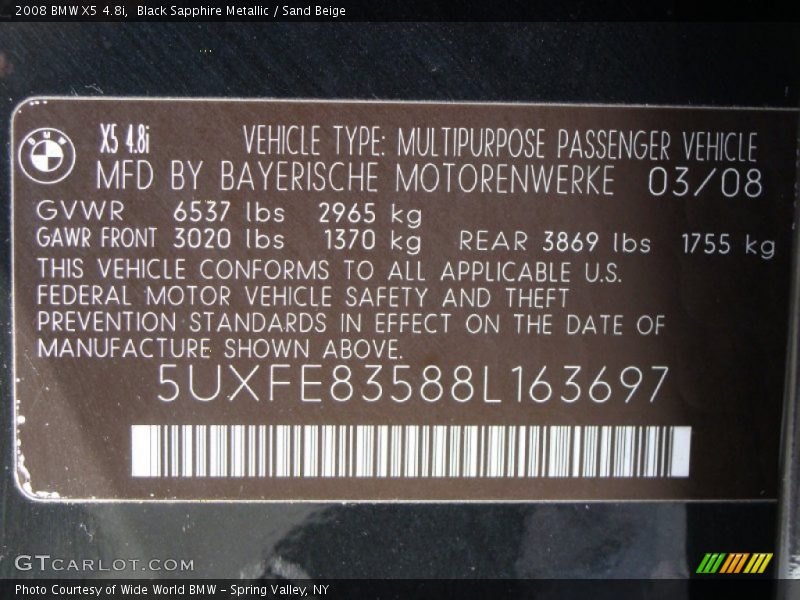 2008 BMW X5 4.8i, Black Sapphire Metallic / Sand Beige
BMW
X5 4.8i VEHICLE TYPE: MULTIPURPOSE PASSENGER VEHICLE
MFD BY BAYERISCHE MOTORENWERKE 03/08
GVWR 6537 lbs 2965 kg
GAWR FRONT 3020 lbs 1370 kg REAR 3869 lbs 1755 kg
THIS VEHICLE CONFORMS TO ALL APPLICABLE U.S.
FEDERAL MOTOR VEHICLE SAFETY AND THEFT
PREVENTION STANDARDS IN EFFECT ON THE DATE OF
MANUFACTURE SHOWN ABOVE.
5UXFE83588L163697
GTCARLOT.COM
Photo Courtesy of Wide World BMW - Spring Valley, NY